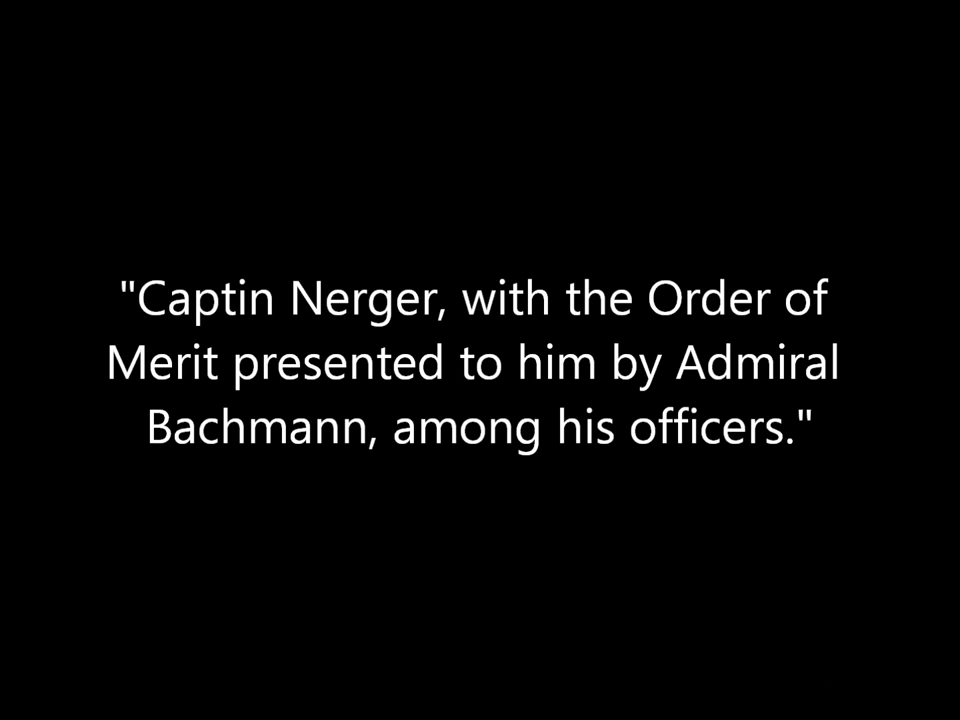 "Captin Nerger, with the Order of
Merit presented to him by Admiral
Bachmann, among his officers."